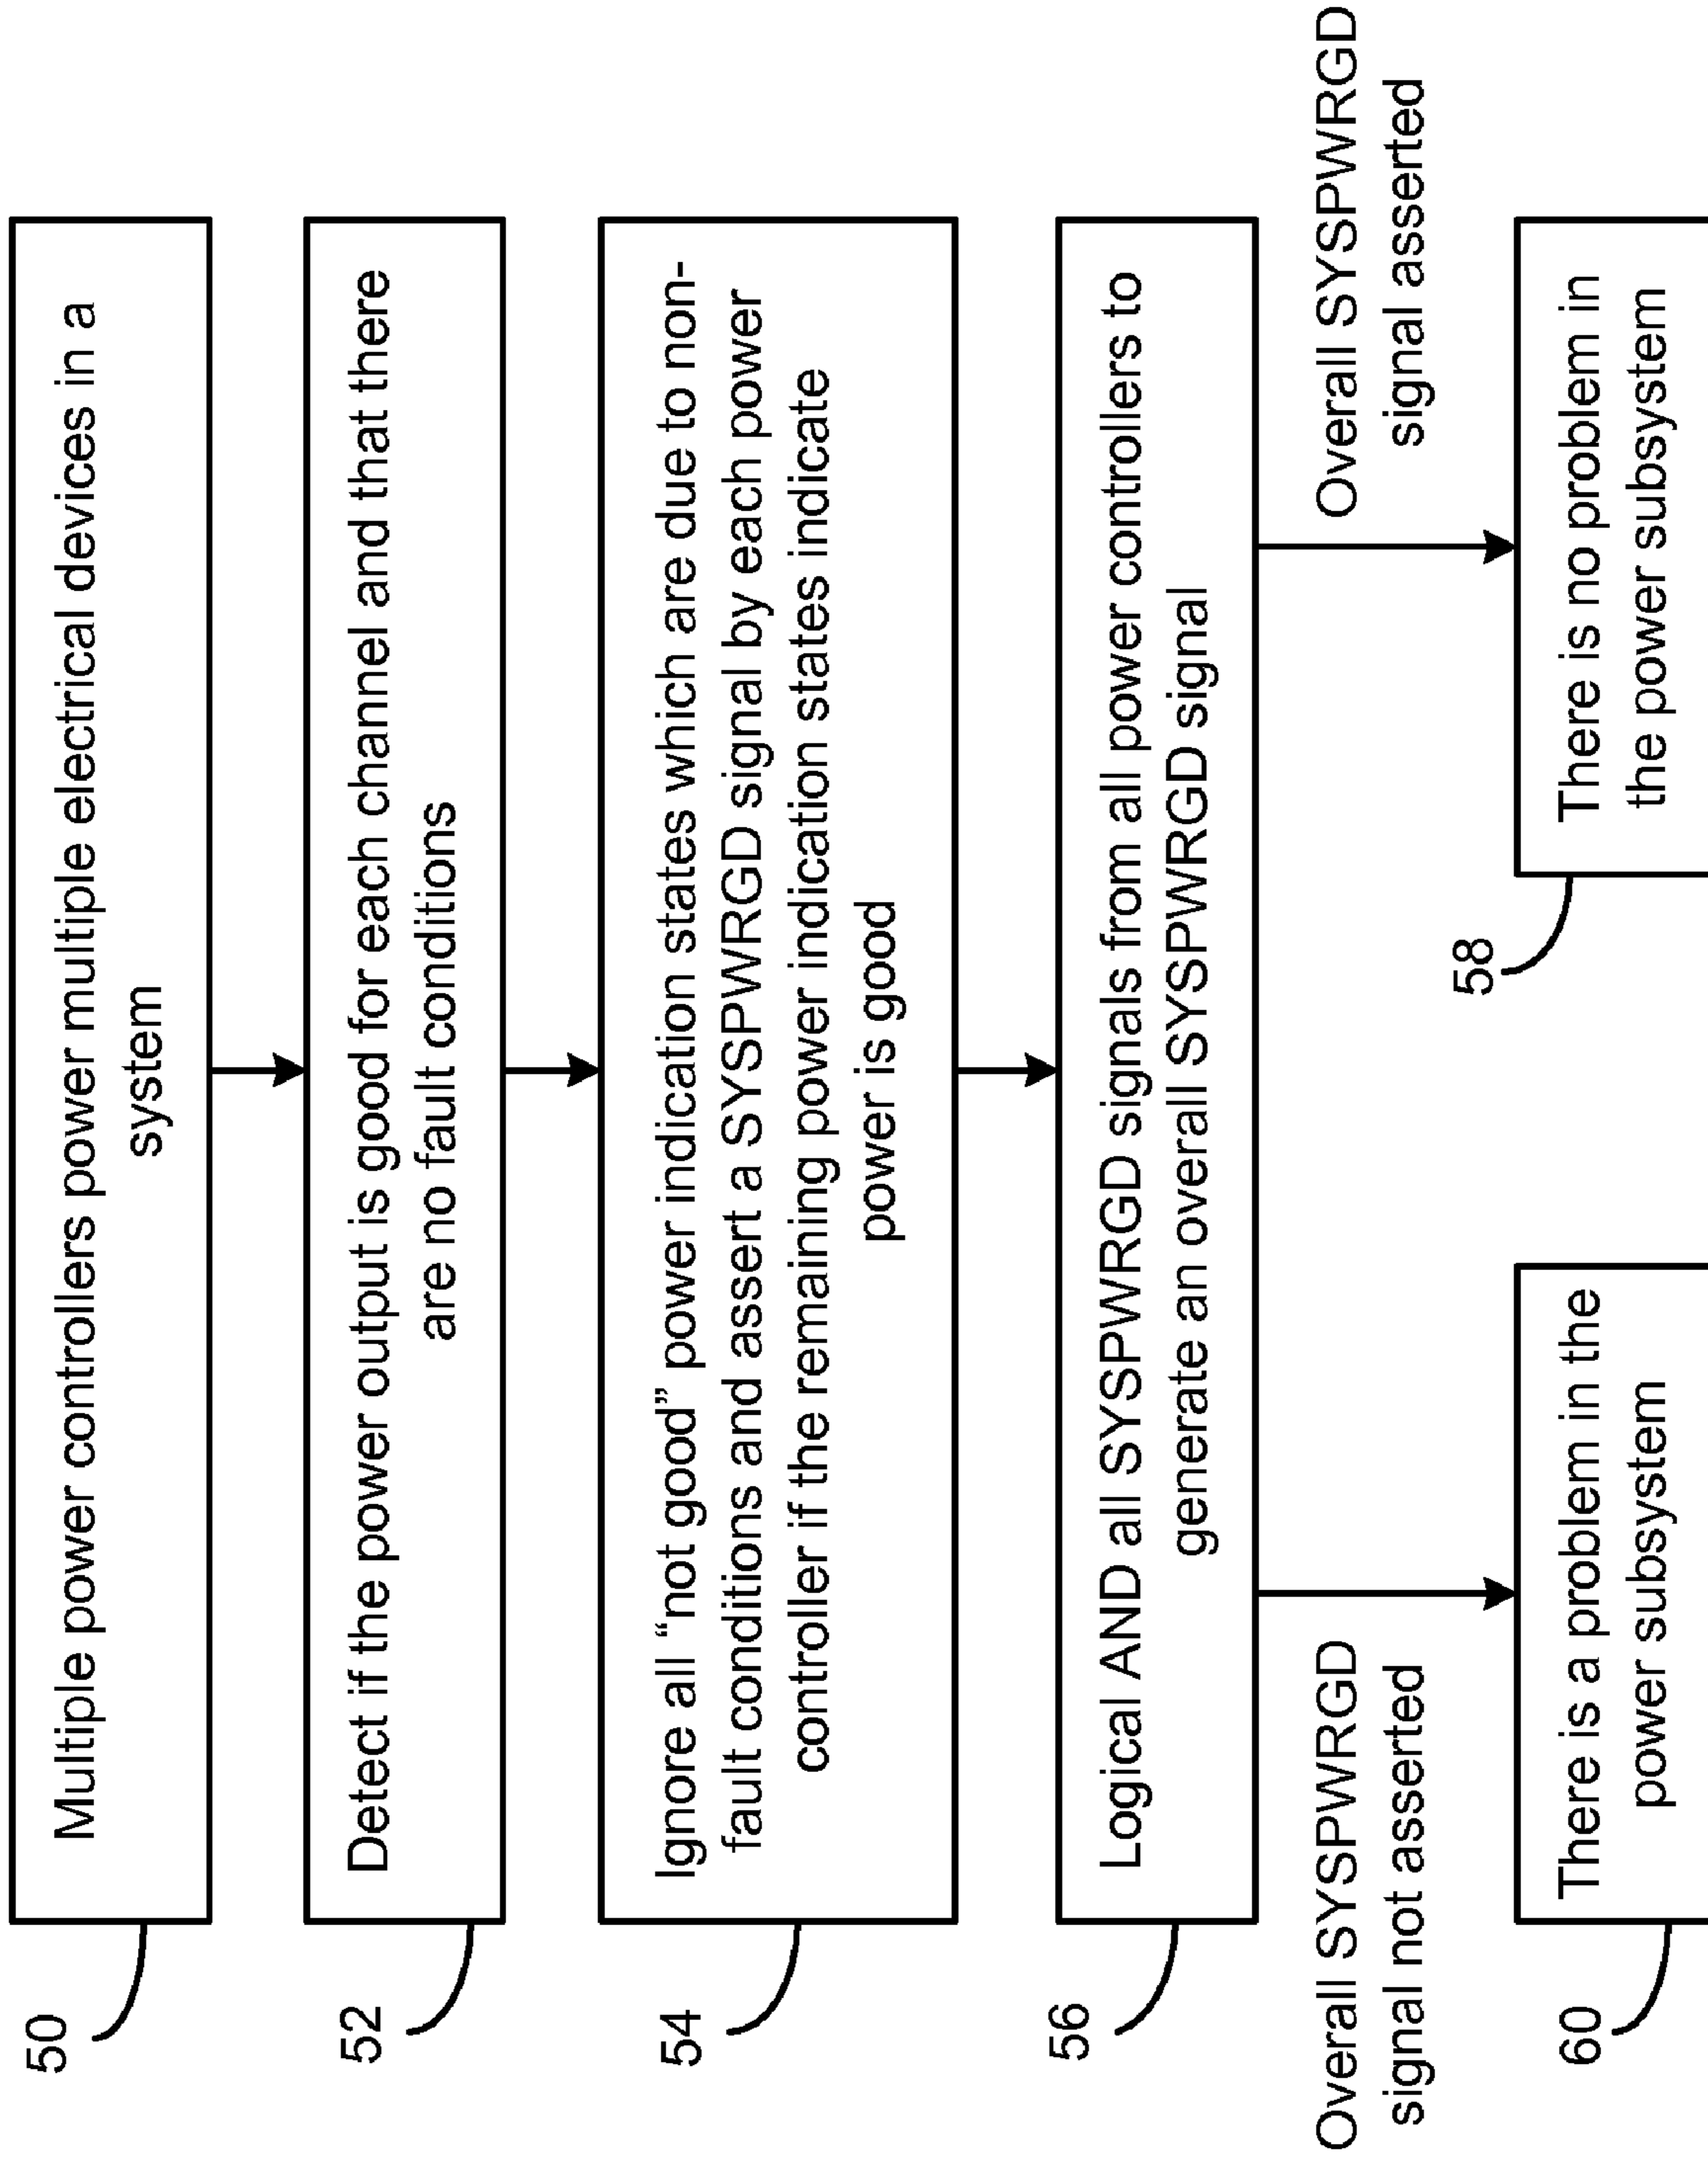 50
Multiple power controllers power multiple electrical devices in a
system
52
Detect if the power output is good for each channel and that there
are no fault conditions
54
Ignore all “not good” power indication states which are due to non-
fault conditions and assert a SYSPWRGD signal by each power
controller if the remaining power indication states indicate
power is good
56
Logical AND all SYSPWRGD signals from all power controllers to
generate an overall SYSPWRGD signal
Overall SYSPWRGD
signal not asserted
Overall SYSPWRGD
signal asserted
60
There is a problem in the
power subsystem
58
There is no problem in
the power subsystem